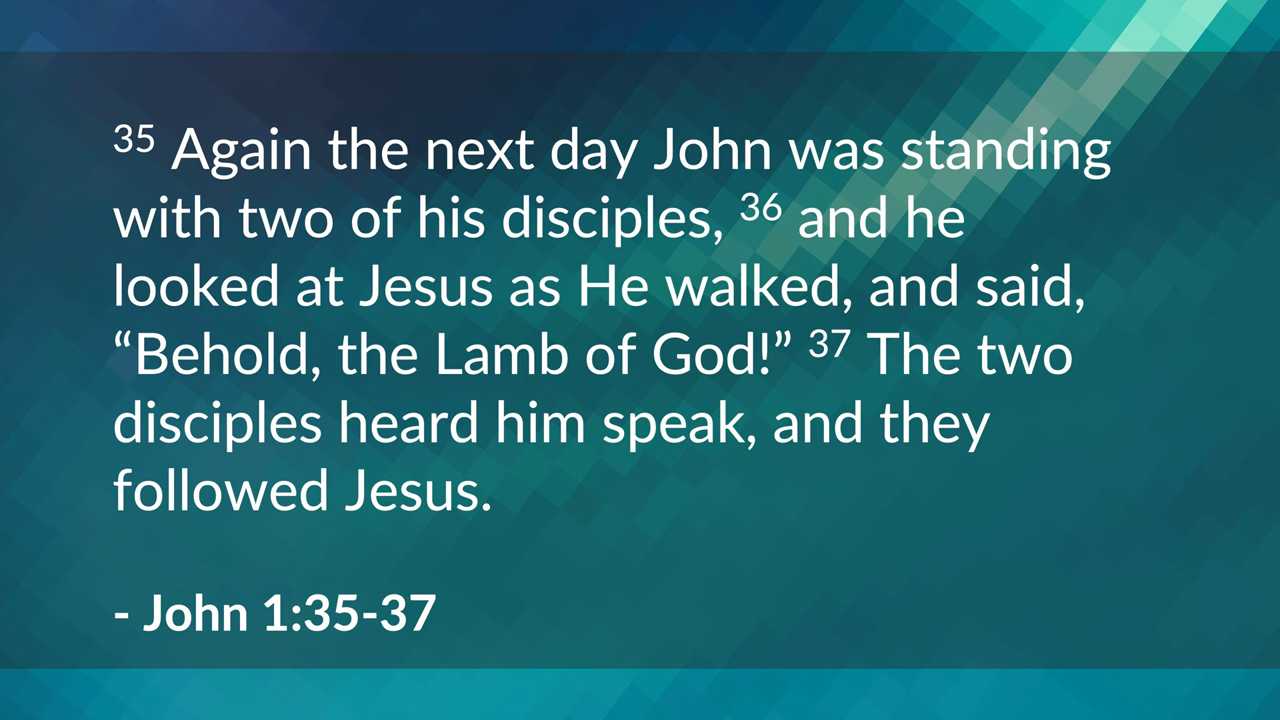 35 Again the next day John was standing
with two of his disciples, 36 and he
looked at Jesus as He walked, and said,
“Behold, the Lamb of God!” 37 The two
disciples heard him speak, and they
followed Jesus.
- John 1:35-37